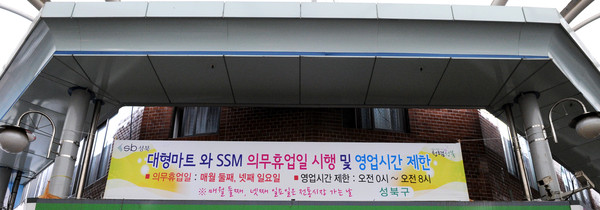 sb 성북
대형마트 와 SSM 의무휴업일 시행 및 영업시간 제한
■ 의무휴업일 : 매월 둘째, 넷째 일요일 ■ 영업시간 제한 : 오전 0시 ~ 오전 8시
※ 매월 둘째, 넷째 일요일은 전통시장 가는 날 성북구